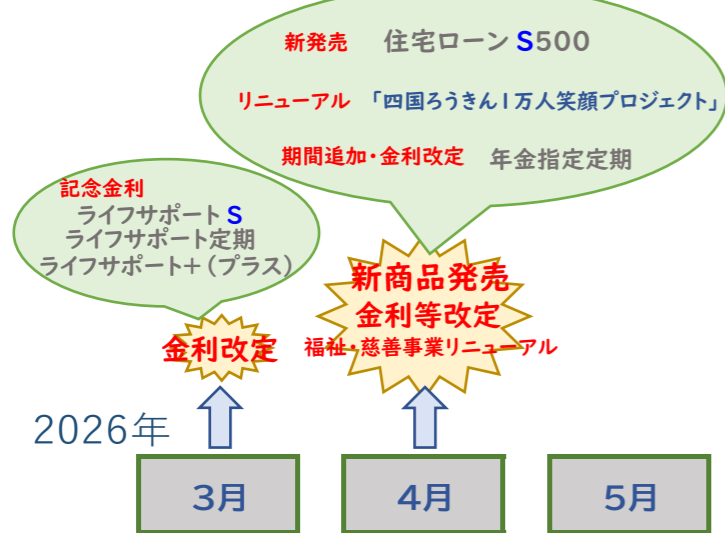 新発売 住宅ローン S500
リニューアル 「四国ろうきん1万人笑顔プロジェクト」
期間追加・金利改定 年金指定定期
記念金利
ライフサポート S
ライフサポート定期
ライフサポート+(プラス)
新商品発売
金利等改定
福祉・慈善事業リニューアル
金利改定
2026年
3月 4月 5月